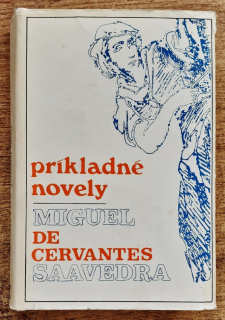 príkladné
novely
MIGUEL
DE
CERVANTES
SAAVEDRA